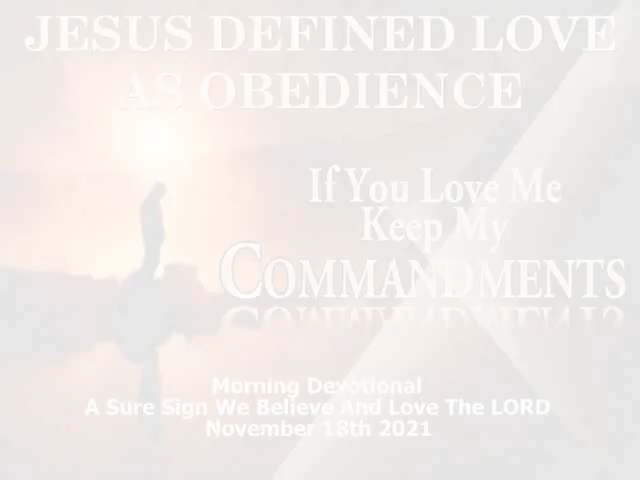 JESUS DEFINED LOVE
AS OBEDIENCE
If You Love Me
Keep My
COMMANDMENTS
Morning Devotional
A Sure Sign We Believe And Love The LORD
November 18th 2021